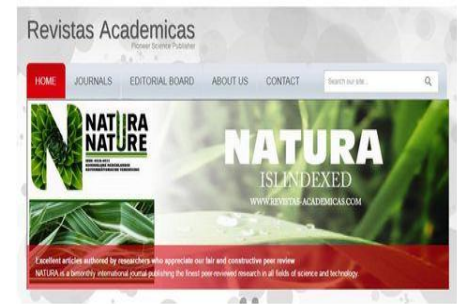 Revistas Academicas
Pioneer Science Publisher
HOME JOURNALS EDITORIAL BOARD ABOUT US CONTACT Search our site...
NATURA
NATURE
NATURA
ISI.INDEXED
WWW.REVISTAS-ACADEMICAS.COM
Excellent articles authored by researchers who appreciate our fair and constructive peer review
NATURA is a bimonthly international journal publishing the finest peer-reviewed research in all fields of science and technology.